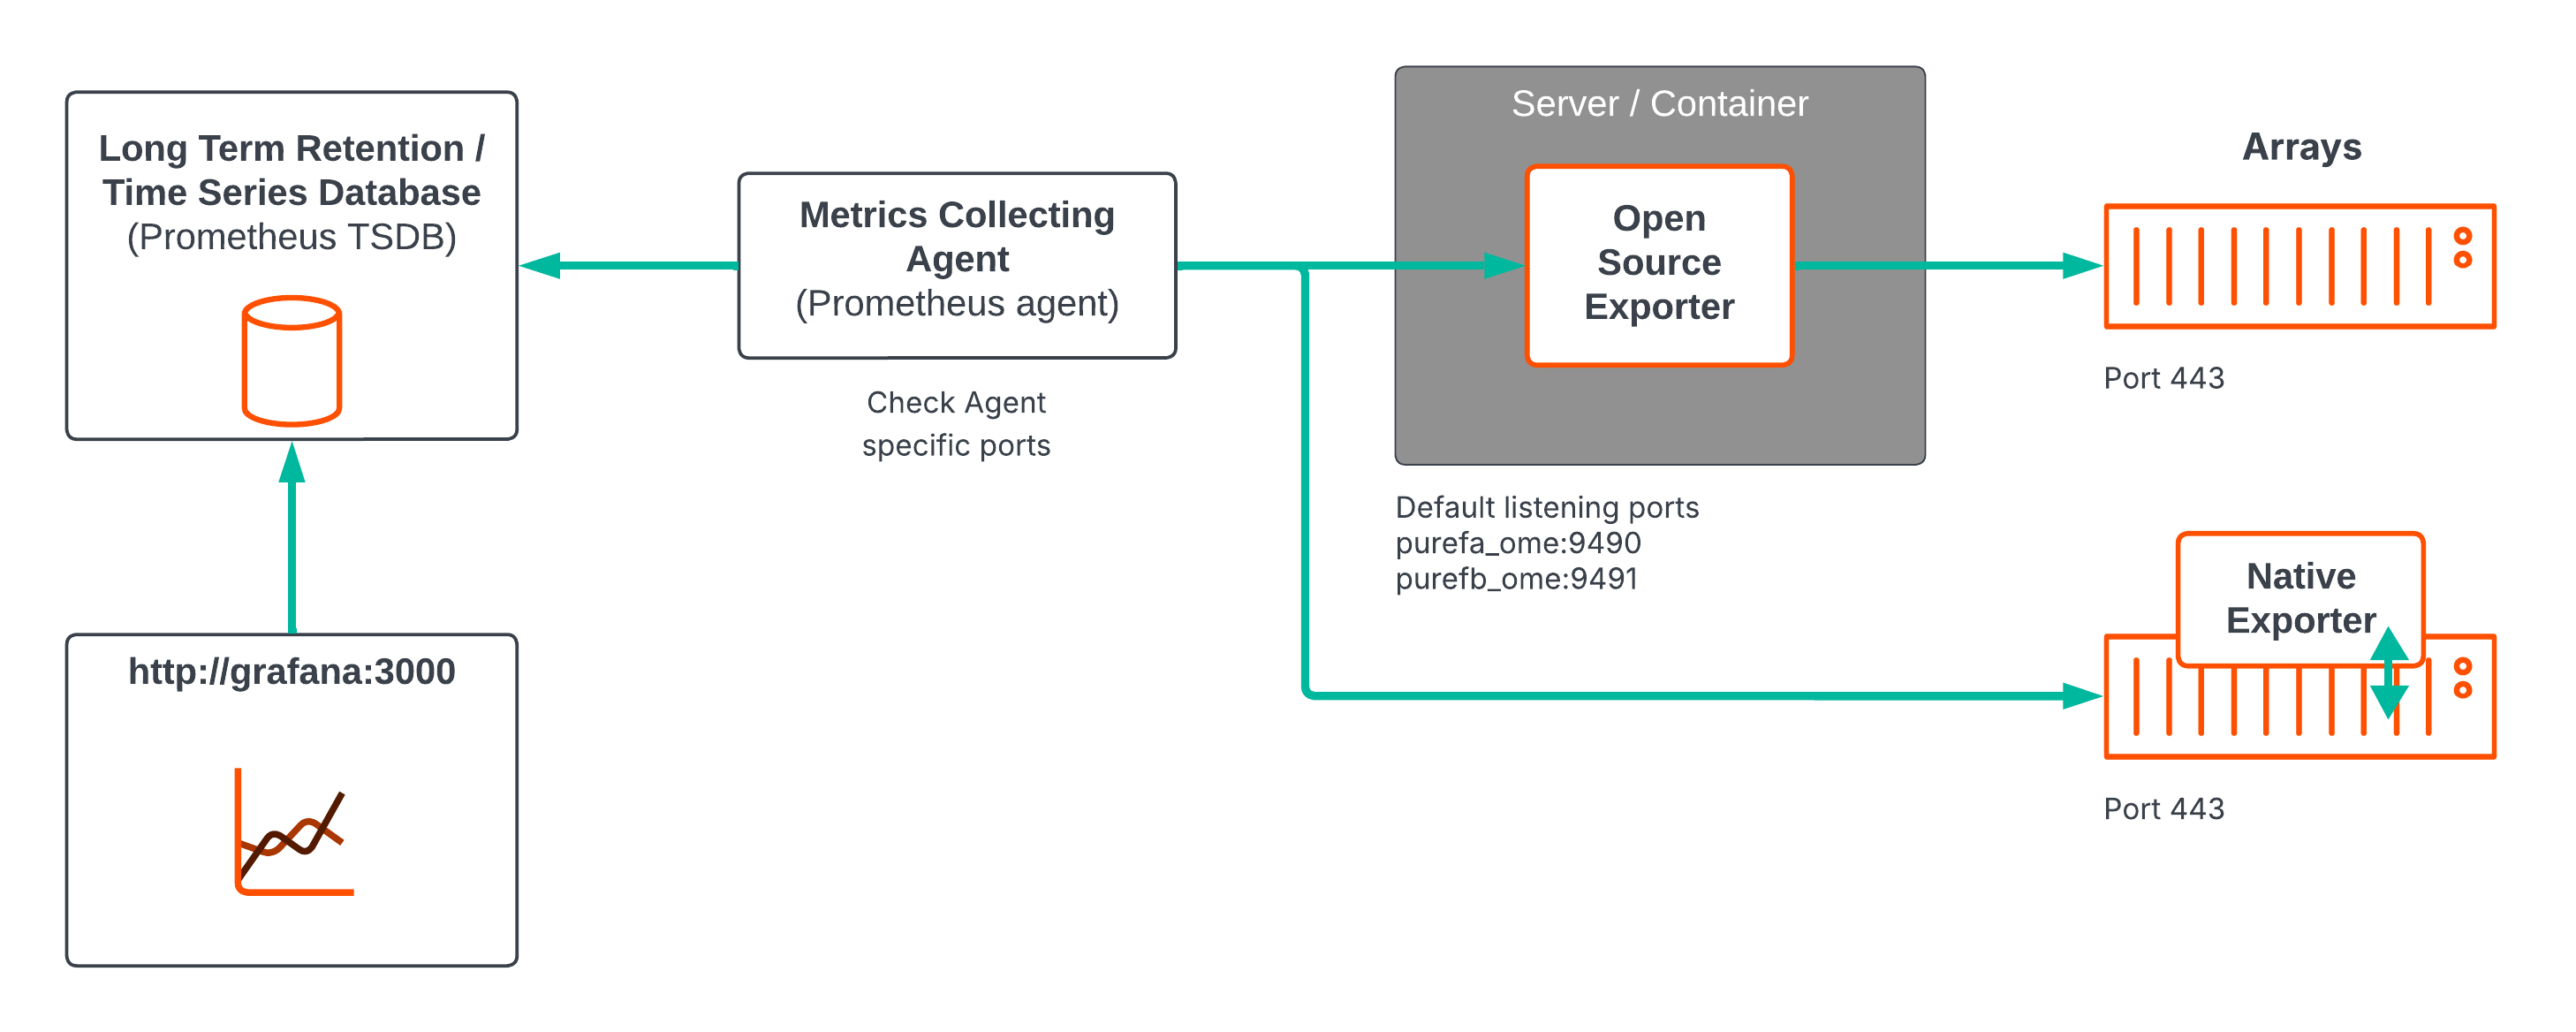 Long Term Retention /
Time Series Database
(Prometheus TSDB)
http://grafana:3000
Metrics Collecting
Agent
(Prometheus agent)
Check Agent
specific ports
Server / Container
Open
Source
Exporter
Default listening ports
purefa_ome:9490
purefb_ome:9491
Arrays
Port 443
Native
Exporter
Port 443